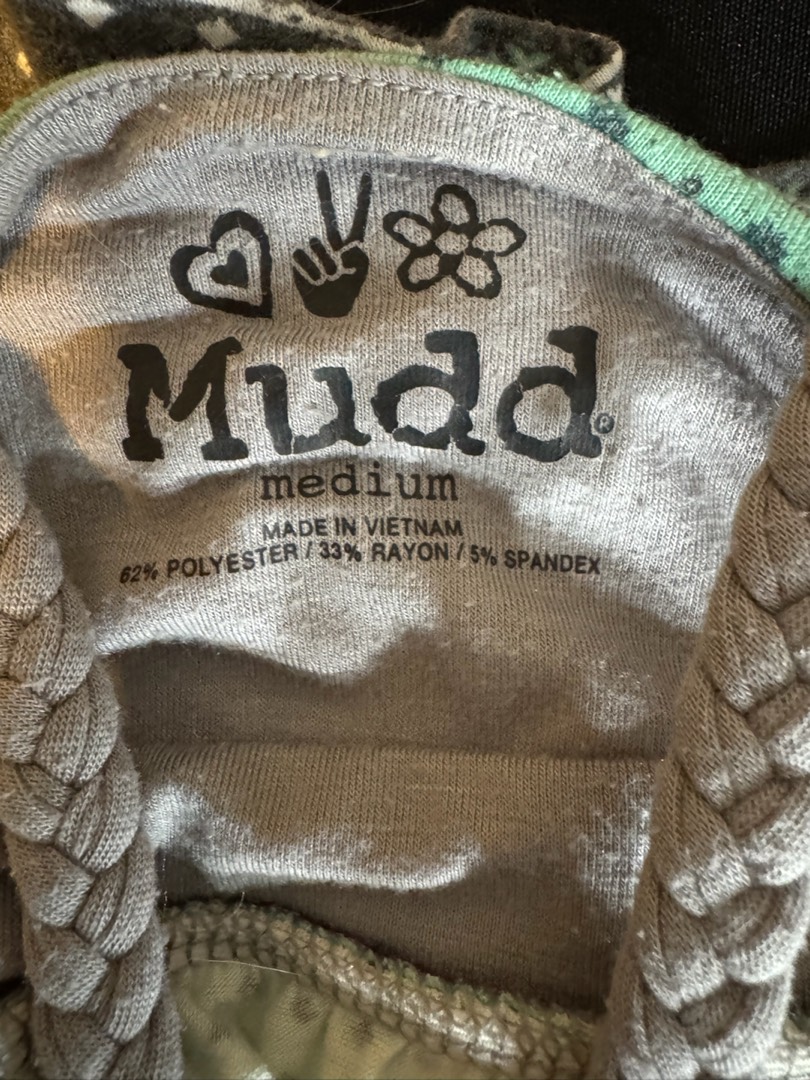 Mudd®
medium
MADE IN VIETNAM
62% POLYESTER / 33% RAYON / 5% SPANDEX